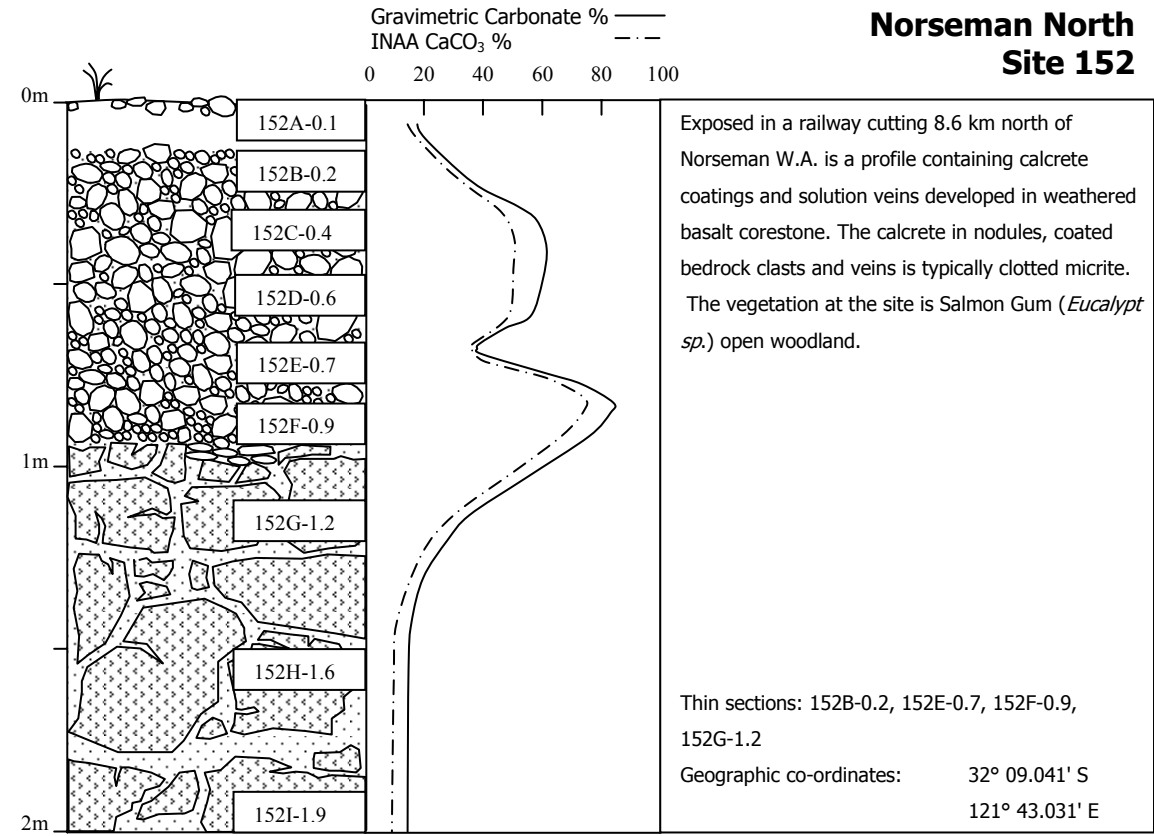 Gravimetric Carbonate %
INAA CaCO₃ %
Norseman North
Site 152
0 20 40 60 80 100
0m
152A-0.1
152B-0.2
152C-0.4
152D-0.6
152E-0.7
152F-0.9
1m
152G-1.2
152H-1.6
152I-1.9
2m
Exposed in a railway cutting 8.6 km north of
Norseman W.A. is a profile containing calcrete
coatings and solution veins developed in weathered
basalt corestone. The calcrete in nodules, coated
bedrock clasts and veins is typically clotted micrite.
The vegetation at the site is Salmon Gum (Eucalypt
sp.) open woodland.
Thin sections: 152B-0.2, 152E-0.7, 152F-0.9,
152G-1.2
Geographic co-ordinates: 32° 09.041' S
121° 43.031' E